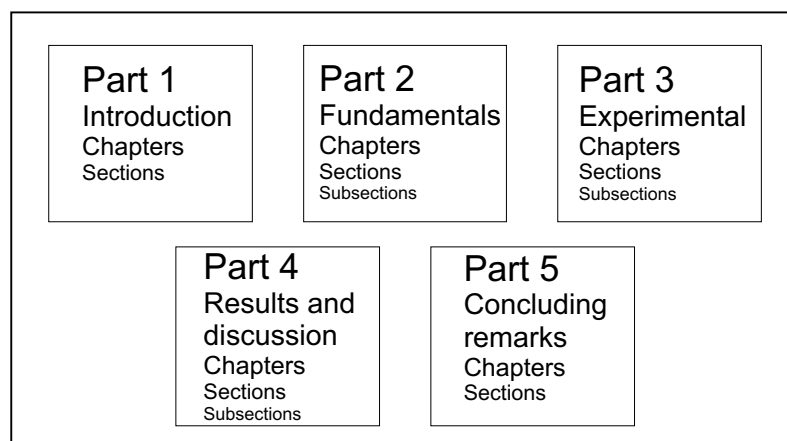 Part 1
Introduction
Chapters
Sections
Part 2
Fundamentals
Chapters
Sections
Subsections
Part 3
Experimental
Chapters
Sections
Subsections
Part 4
Results and
discussion
Chapters
Sections
Subsections
Part 5
Concluding
remarks
Chapters
Sections